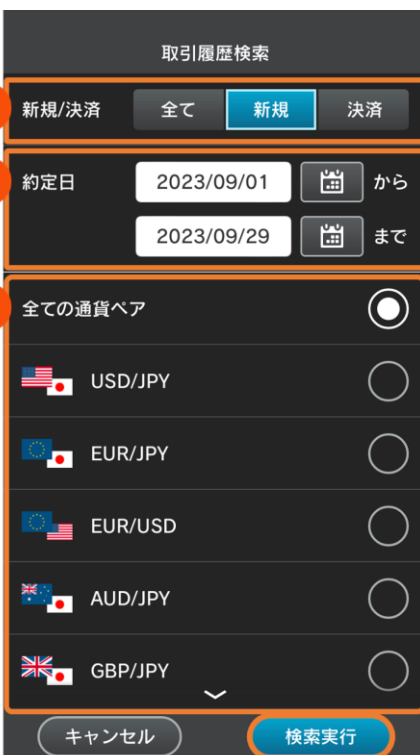 取引履歴検索
新規/決済 全て 新規 決済
約定日 2023/09/01 から
2023/09/29 まで
全ての通貨ペア
USD/JPY
EUR/JPY
EUR/USD
AUD/JPY
GBP/JPY
キャンセル 検索実行